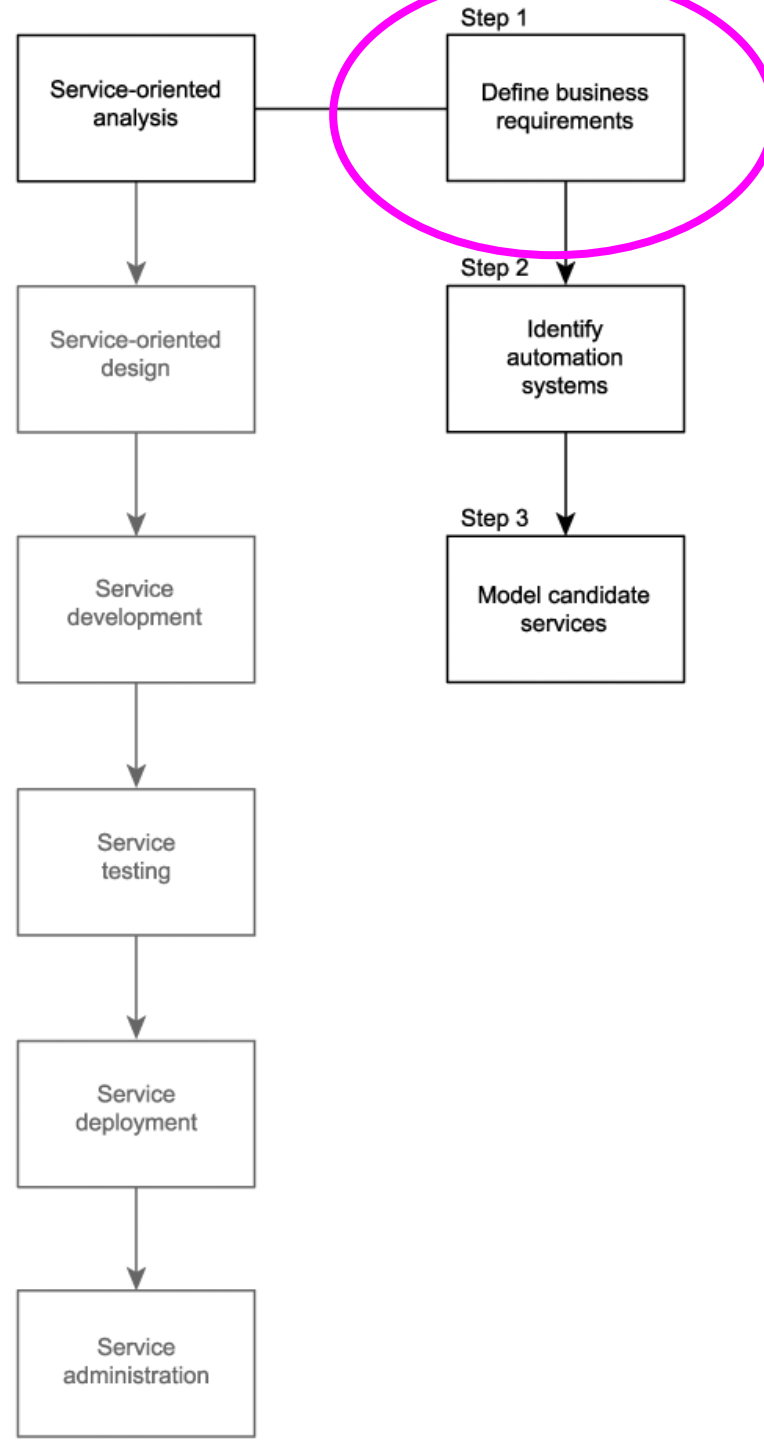 Service-oriented
analysis
Step 1
Define business
requirements
Service-oriented
design
Step 2
Identify
automation
systems
Service
development
Step 3
Model candidate
services
Service
testing
Service
deployment
Service
administration